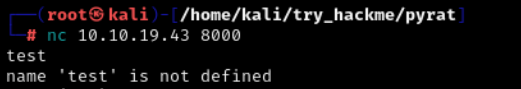 (root㉿kali)-[/home/kali/try_hackme/pyrat]
# nc 10.10.19.43 8000
test
name 'test' is not defined